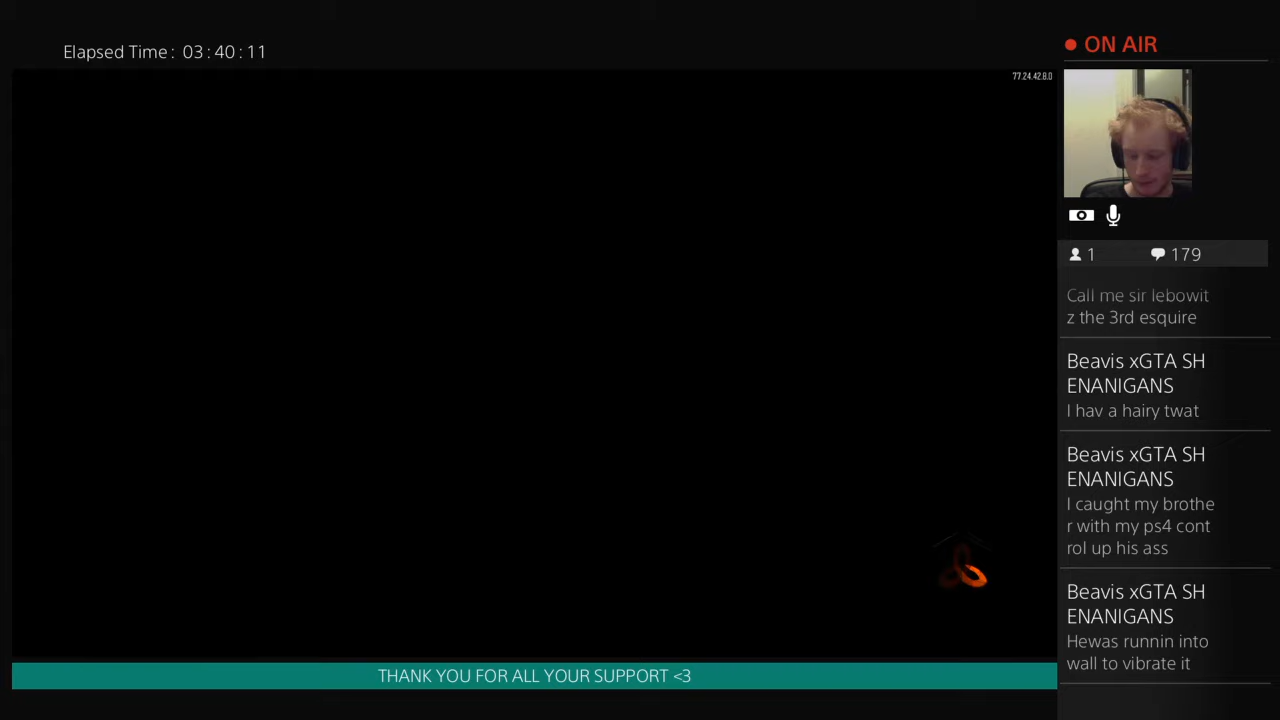 Elapsed Time: 03:40:11
ON AIR
77.24.42.8.0
1
179
Call me sir lebowit
z the 3rd esquire
Beavis xGTA SH
ENANIGANS
I hav a hairy twat
Beavis xGTA SH
ENANIGANS
I caught my brothe
r with my ps4 cont
rol up his ass
Beavis xGTA SH
ENANIGANS
Hewas runnin into
wall to vibrate it
THANK YOU FOR ALL YOUR SUPPORT <3